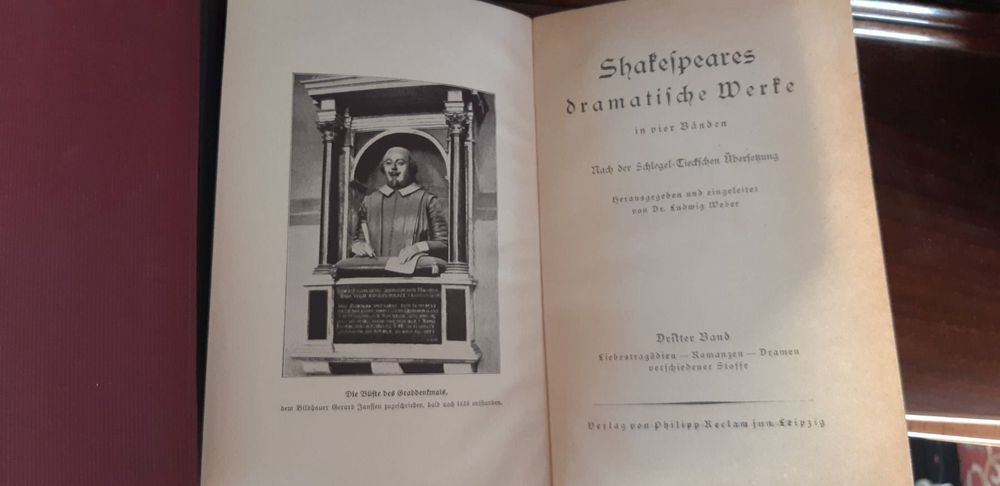 Die Büſte des Grabdenkmals,
dem Bildhauer Gerard Janſſen zugeſchrieben, bald nach 1616 entſtanden.
Shakeſpeares
dramatiſche Werke
in vier Bänden
Nach der Schlegel-Tieckſchen Überſetzung
Herausgegeben und eingeleitet
von Dr. Ludwig Weber
Dritter Band
Liebestragödien — Romanzen — Dramen
verſchiedener Stoffe
Verlag von Philipp Reclam jun. Leipzig